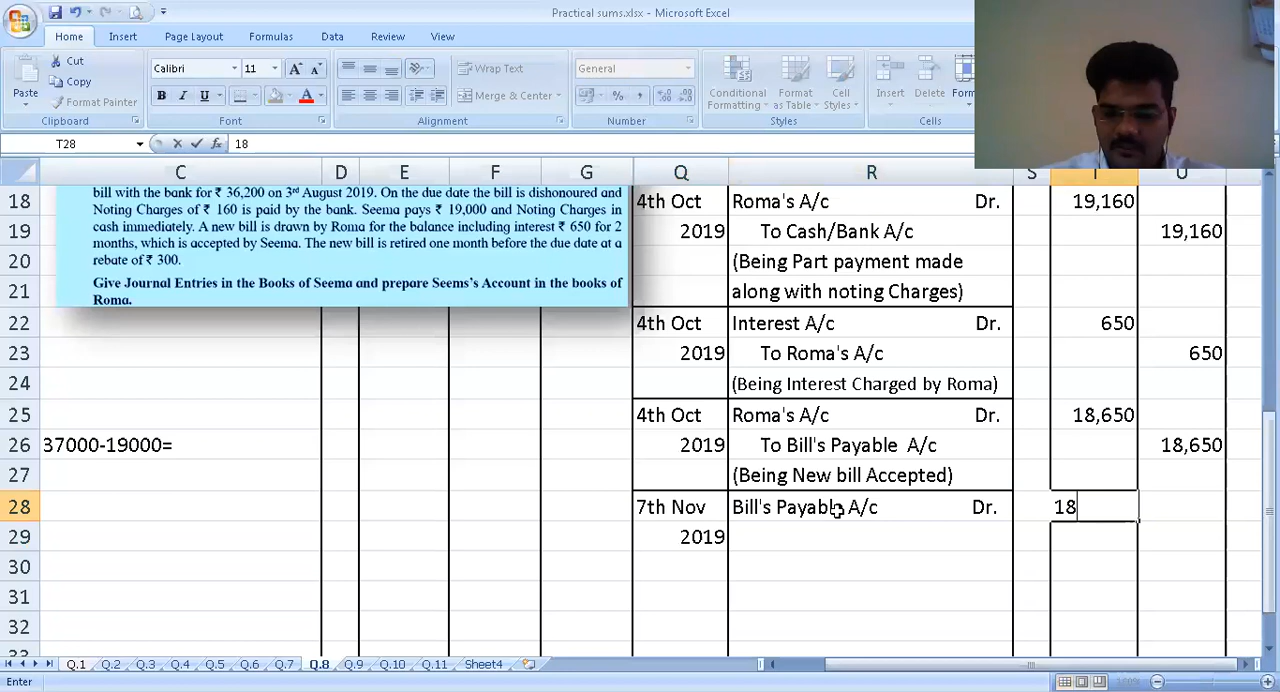 Practical sums.xlsx - Microsoft Excel
Home Insert Page Layout Formulas Data Review View
Paste Cut Copy Format Painter Clipboard
Calibri 11 Font
Wrap Text Merge & Center Alignment
General Number
Conditional Formatting Format as Table Cell Styles Styles
Insert Delete Form Cells
T28 18
C D E F G Q R S T U
bill with the bank for ₹ 36,200 on 3rd August 2019. On the due date the bill is dishonoured and
Noting Charges of ₹ 160 is paid by the bank. Seema pays ₹ 19,000 and Noting Charges in
cash immediately. A new bill is drawn by Roma for the balance including interest ₹ 650 for 2
months, which is accepted by Seema. The new bill is retired one month before the due date at a
rebate of ₹ 300.
Give Journal Entries in the Books of Seema and prepare Seems's Account in the books of
Roma.
18 4th Oct Roma's A/c Dr. 19,160
19 2019 To Cash/Bank A/c 19,160
20 (Being Part payment made
21 along with noting Charges)
22 4th Oct Interest A/c Dr. 650
23 2019 To Roma's A/c 650
24 (Being Interest Charged by Roma)
25 4th Oct Roma's A/c Dr. 18,650
26 37000-19000= 2019 To Bill's Payable A/c 18,650
27 (Being New bill Accepted)
28 7th Nov Bill's Payable A/c Dr. 18
29 2019
30
31
32
33
Q.1 Q.2 Q.3 Q.4 Q.5 Q.6 Q.7 Q.8 Q.9 Q.10 Q.11 Sheet4
Enter